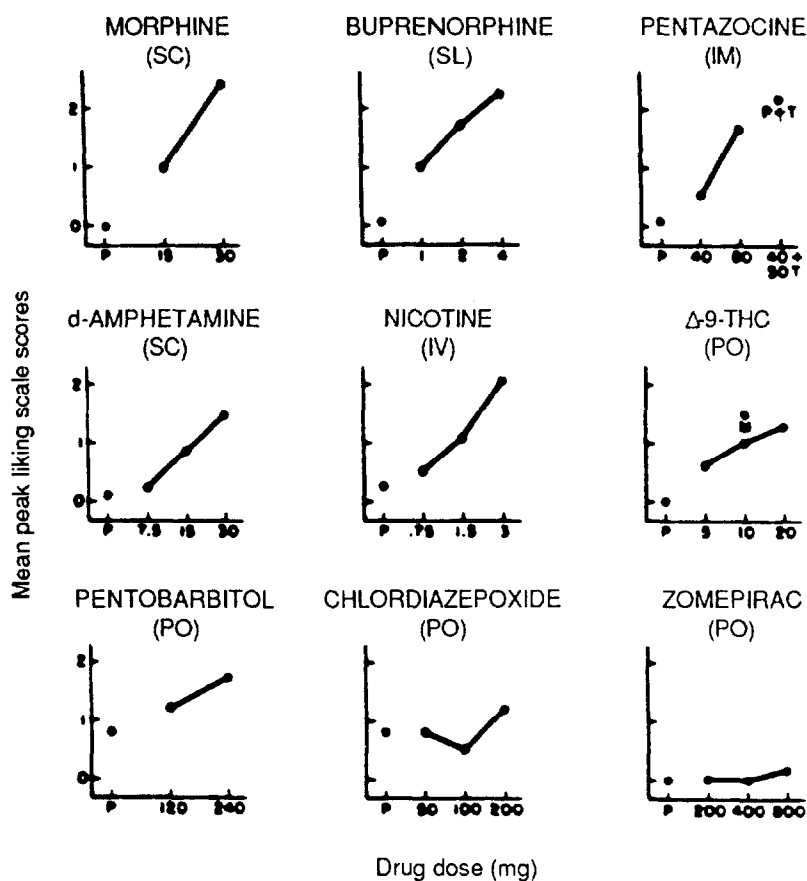 MORPHINE
(SC)
BUPRENORPHINE
(SL)
PENTAZOCINE
(IM)
2
1
0
P 15 30
P 1 2 4
P+T
P 40 60 40+
30T
d-AMPHETAMINE
(SC)
NICOTINE
(IV)
Δ-9-THC
(PO)
2
1
0
P 7.5 15 30
P .75 1.5 3
M
P 5 10 20
PENTOBARBITOL
(PO)
CHLORDIAZEPOXIDE
(PO)
ZOMEPIRAC
(PO)
2
1
0
P 120 240
P 50 100 200
P 200 400 800
Mean peak liking scale scores
Drug dose (mg)